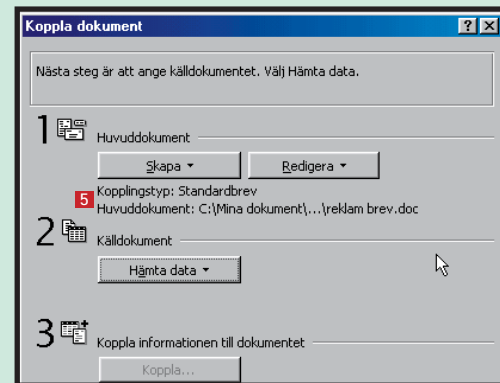 Koppla dokument
Nästa steg är att ange källdokumentet. Välj Hämta data.
1 Huvuddokument
Skapa Redigera
5 Kopplingstyp: Standardbrev
Huvuddokument: C:\Mina dokument\...\reklam brev.doc
2 Källdokument
Hämta data
3 Koppla informationen till dokumentet
Koppla...